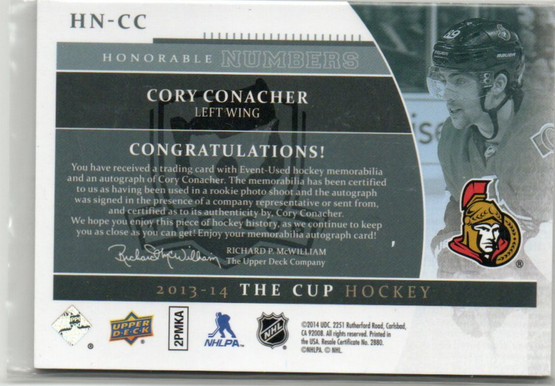 HN-CC
HONORABLE NUMBERS
CORY CONACHER
LEFT WING
CONGRATULATIONS!
You have received a trading card with Event-Used hockey memorabilia
and an autograph of Cory Conacher. The memorabilia has been certified
to us as having been used in a rookie photo shoot and the autograph
was signed in the presence of a company representative or sent from,
and certified as to its authenticity by, Cory Conacher.
We hope you enjoy this piece of hockey history, as we continue to keep
you as close as you can get! Enjoy your memorabilia autograph card!
Richard P. McWilliam
RICHARD P. McWILLIAM
The Upper Deck Company
2013-14 THE CUP HOCKEY
UPPER DECK
2PMKA
NHLPA
NHL
©2014 UDC. 2251 Rutherford Road, Carlsbad,
CA 92008. All Rights Reserved. Printed in the
USA. Resale Certificate No. 2880.
©NHLPA. © NHL.